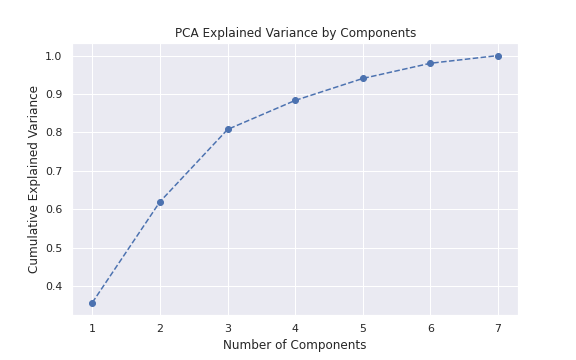 PCA Explained Variance by Components
Cumulative Explained Variance
1.0
0.9
0.8
0.7
0.6
0.5
0.4
1 2 3 4 5 6 7
Number of Components